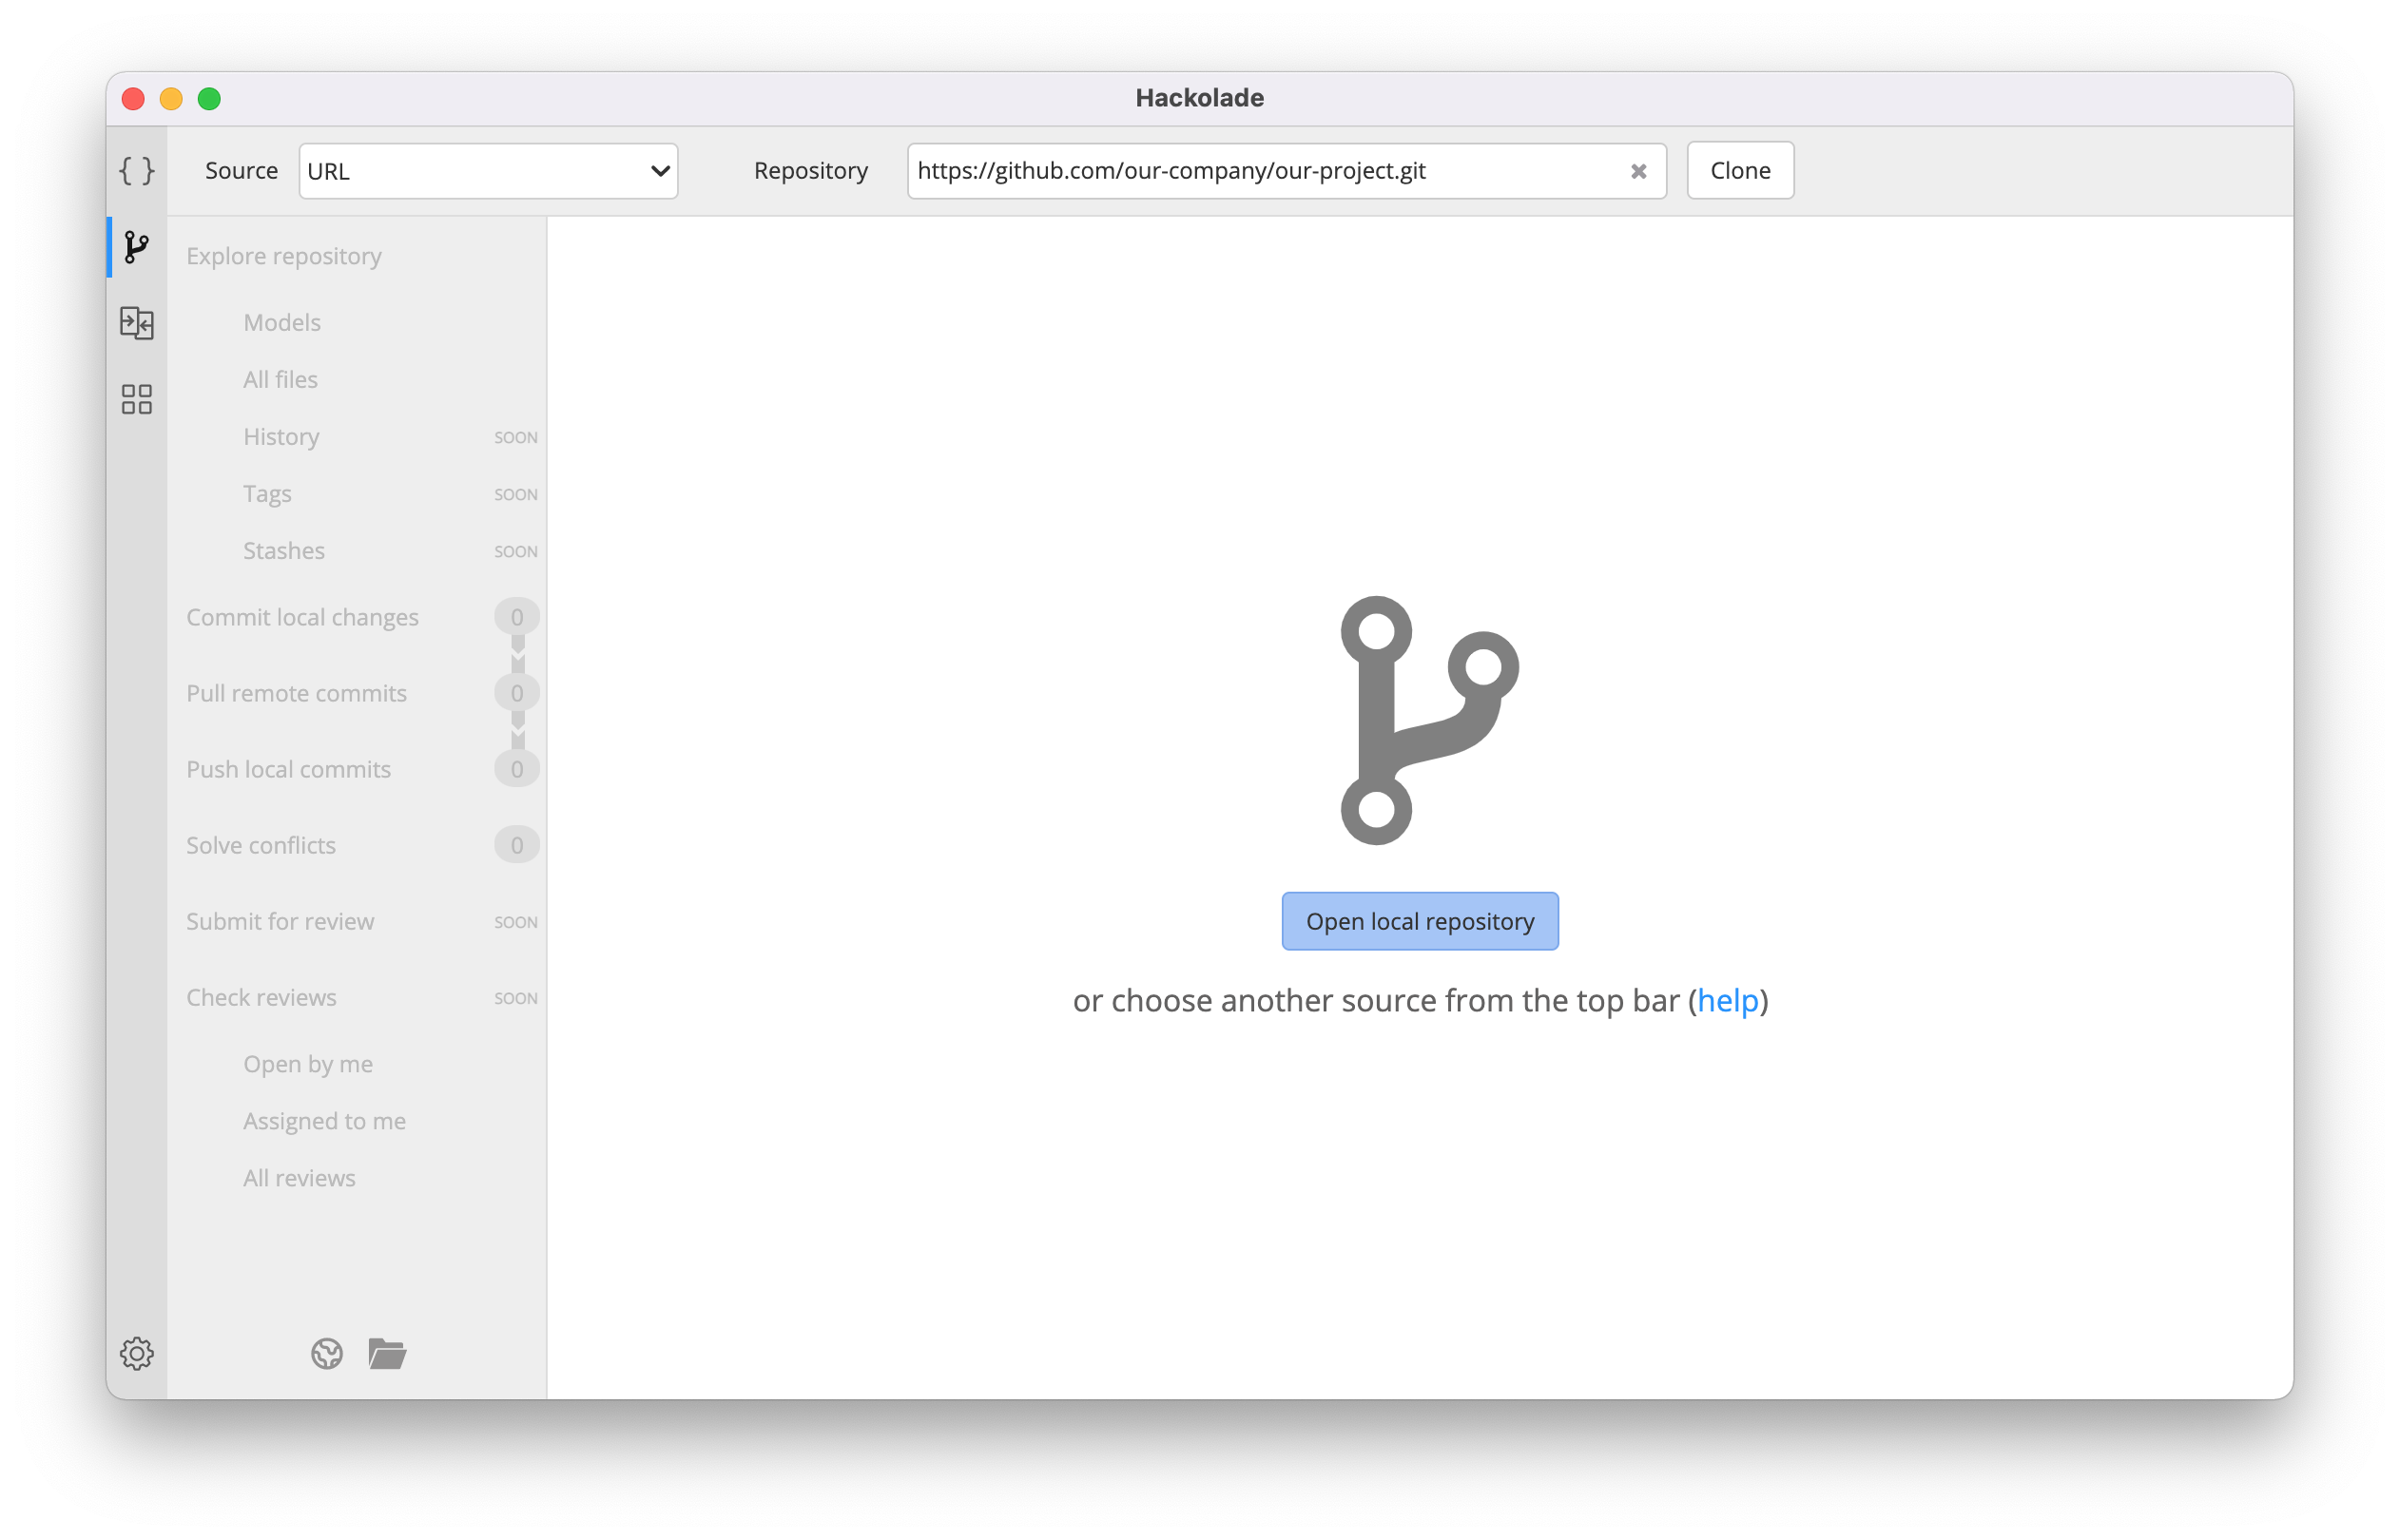 Hackolade
Source URL Repository https://github.com/our-company/our-project.git Clone
Explore repository
Models
All files
History SOON
Tags SOON
Stashes SOON
Commit local changes 0
Pull remote commits 0
Push local commits 0
Solve conflicts 0
Submit for review SOON
Check reviews SOON
Open by me
Assigned to me
All reviews
Open local repository
or choose another source from the top bar (help)